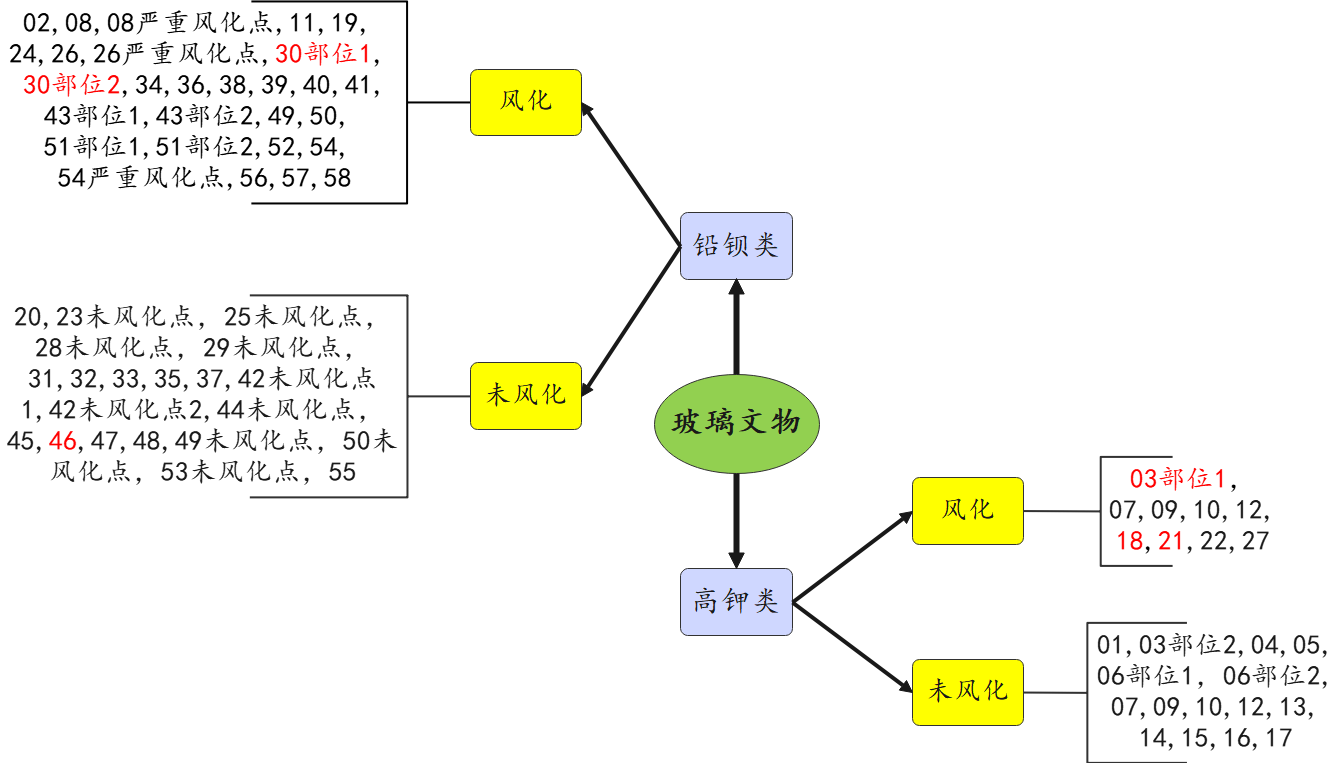 02,08,08严重风化点,11,19,
24,26,26严重风化点,30部位1,
30部位2,34,36,38,39,40,41,
43部位1,43部位2,49,50,
51部位1,51部位2,52,54,
54严重风化点,56,57,58
风化
铅钡类
20,23未风化点, 25未风化点,
28未风化点, 29未风化点,
31,32,33,35,37,42未风化点
1,42未风化点2,44未风化点,
45,46,47,48,49未风化点, 50未
风化点, 53未风化点, 55
未风化
玻璃文物
高钾类
风化
03部位1,
07,09,10,12,
18,21,22,27
未风化
01,03部位2,04,05,
06部位1, 06部位2,
07,09,10,12,13,
14,15,16,17